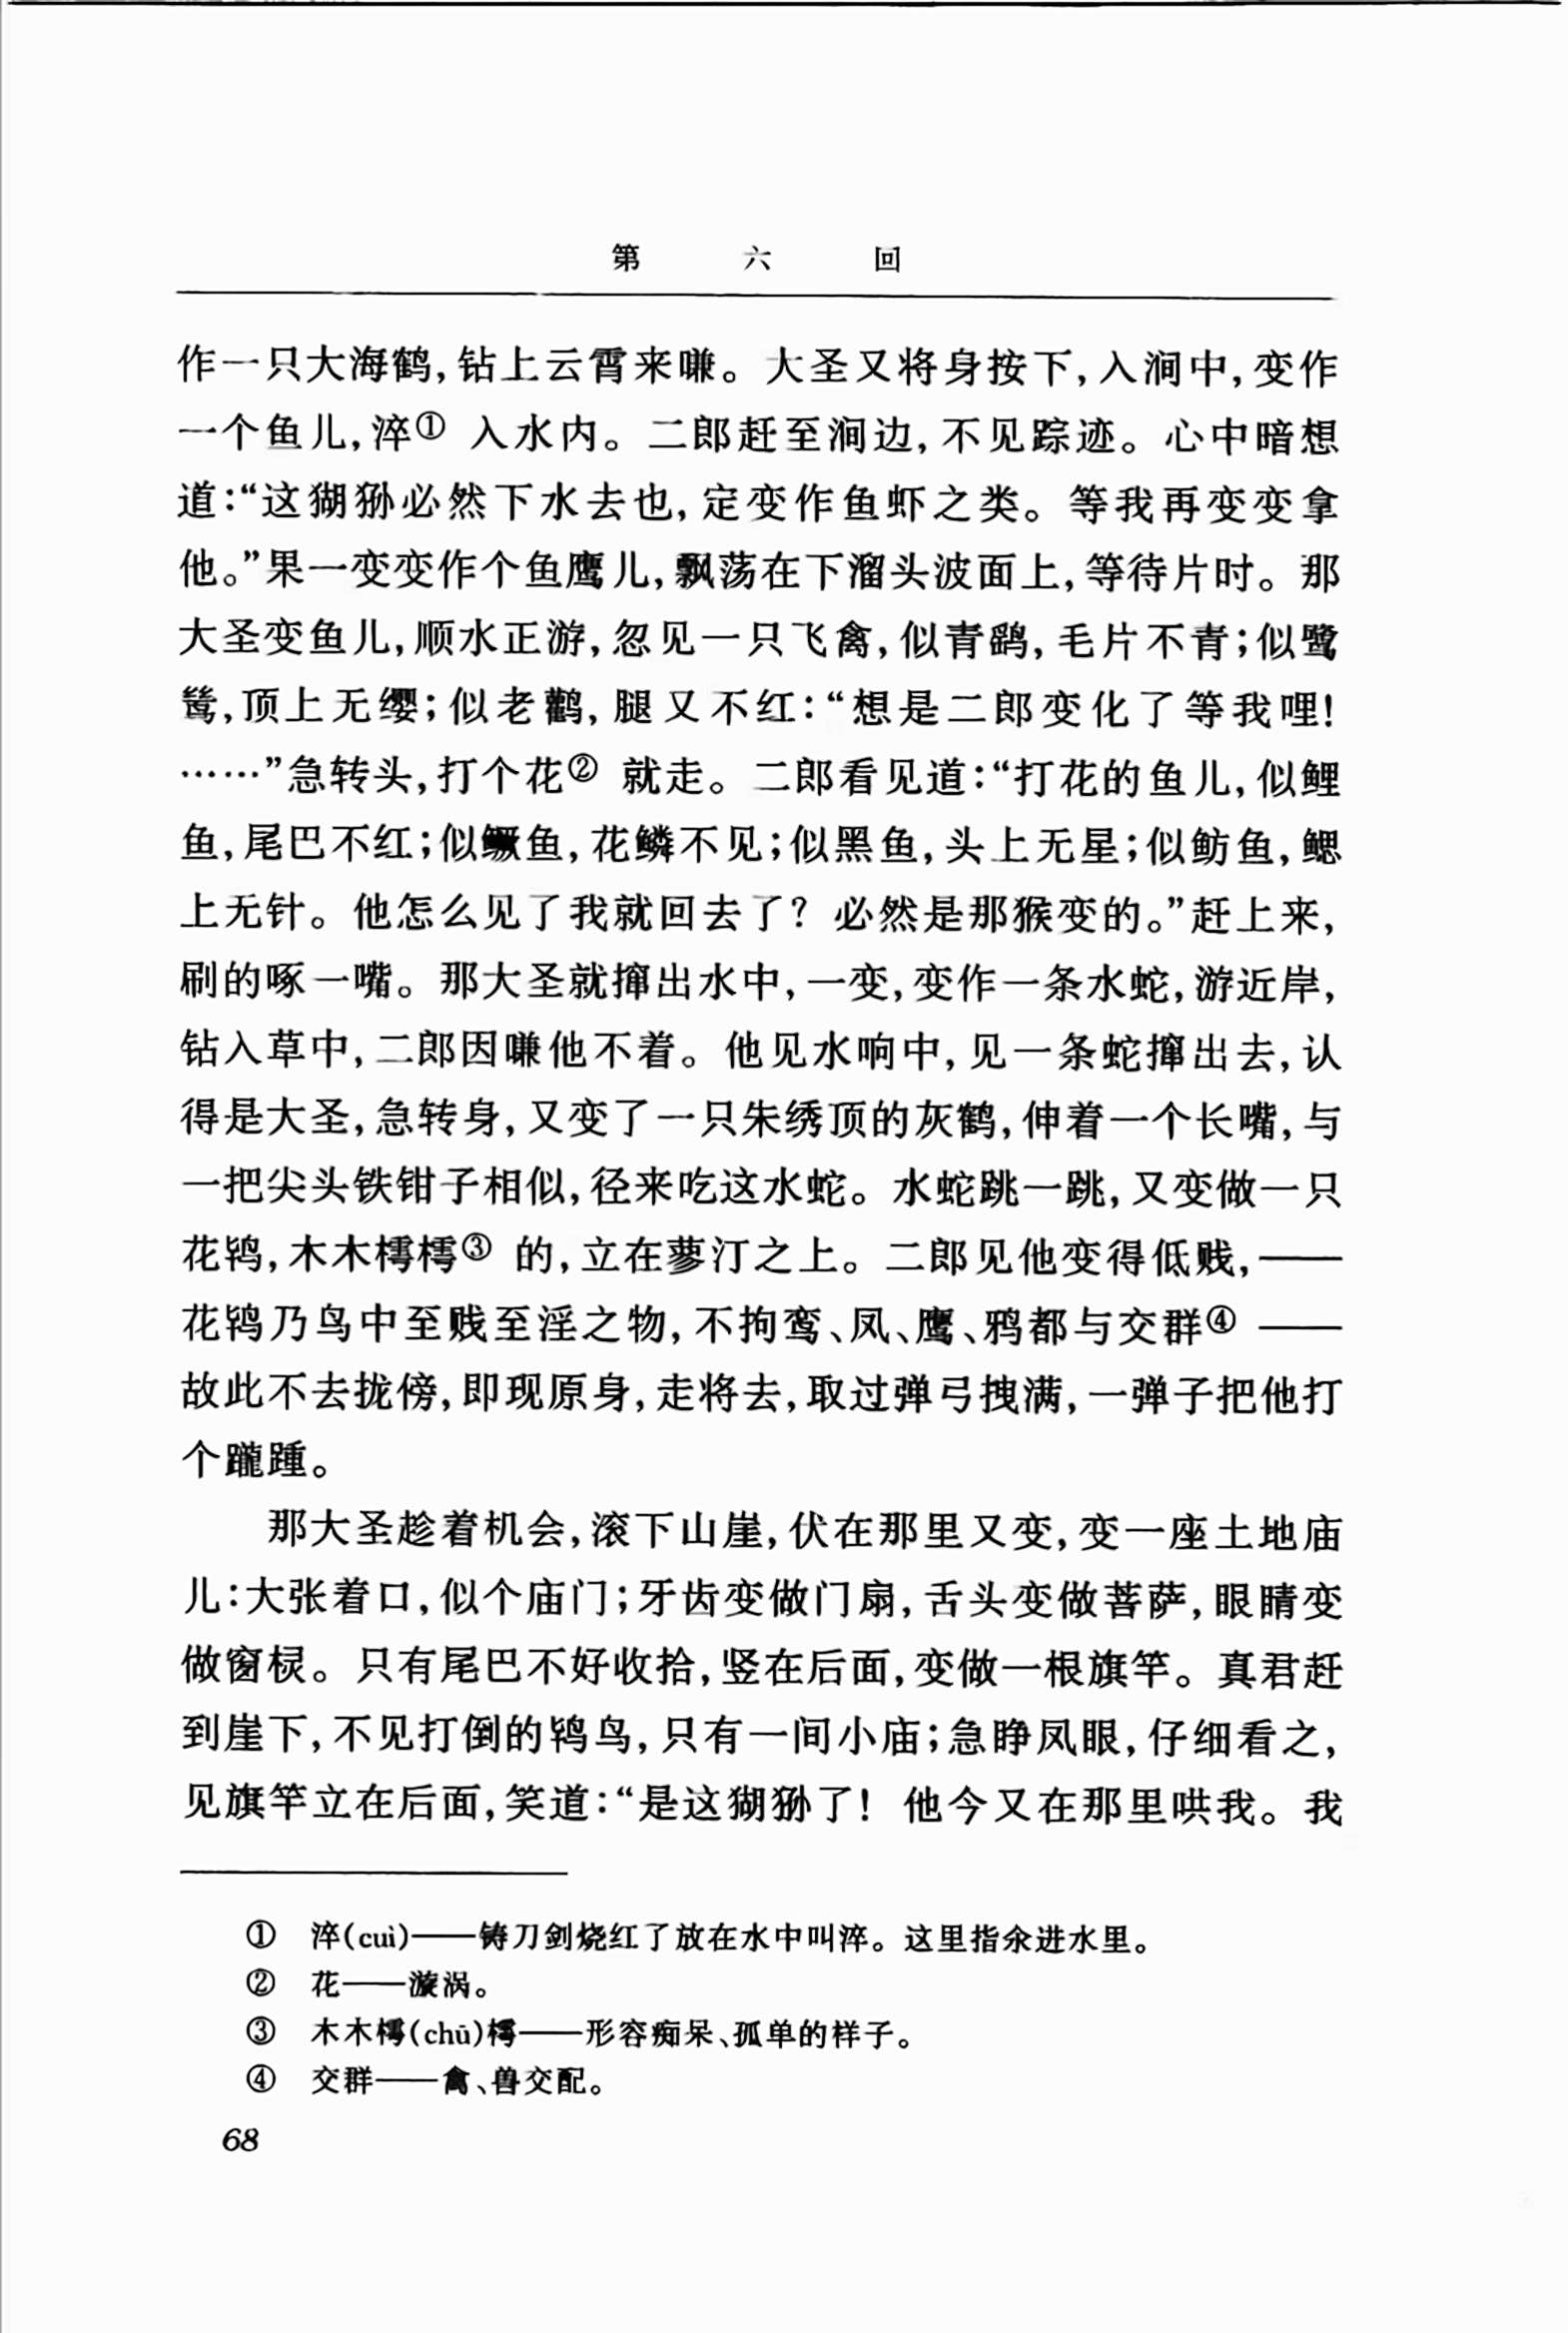 第六回
作一只大海鹤,钻上云霄来嗛。大圣又将身按下,入涧中,变作
一个鱼儿,淬① 入水内。二郎赶至涧边,不见踪迹。心中暗想
道:“这猢狲必然下水去也,定变作鱼虾之类。等我再变变拿
他。”果一变变作个鱼鹰儿,飘荡在下溜头波面上,等待片时。那
大圣变鱼儿,顺水正游,忽见一只飞禽,似青鹞,毛片不青;似鹭
鸶,顶上无缨;似老鹳,腿又不红:“想是二郎变化了等我哩!
……”急转头,打个花② 就走。二郎看见道:“打花的鱼儿,似鲤
鱼,尾巴不红;似鳜鱼,花鳞不见;似黑鱼,头上无星;似鲂鱼,鳃
上无针。他怎么见了我就回去了?必然是那猴变的。”赶上来,
刷的啄一嘴。那大圣就撺出水中,一变,变作一条水蛇,游近岸,
钻入草中,二郎因嗛他不着。他见水响中,见一条蛇撺出去,认
得是大圣,急转身,又变了一只朱绣顶的灰鹤,伸着一个长嘴,与
一把尖头铁钳子相似,径来吃这水蛇。水蛇跳一跳,又变做一只
花鸨,木木樗樗③ 的,立在蓼汀之上。二郎见他变得低贱,——
花鸨乃鸟中至贱至淫之物,不拘鸾、凤、鹰、鸦都与交群④ ——
故此不去拢傍,即现原身,走将去,取过弹弓拽满,一弹子把他打
个躘踵。
那大圣趁着机会,滚下山崖,伏在那里又变,变一座土地庙
儿:大张着口,似个庙门;牙齿变做门扇,舌头变做菩萨,眼睛变
做窗棂。只有尾巴不好收拾,竖在后面,变做一根旗竿。真君赶
到崖下,不见打倒的鸨鸟,只有一间小庙;急睁凤眼,仔细看之,
见旗竿立在后面,笑道:“是这猢狲了!他今又在那里哄我。我
① 淬(cuì)——铸刀剑烧红了放在水中叫淬。这里指氽进水里。
② 花——漩涡。
③ 木木樗(chū)樗——形容痴呆、孤单的样子。
④ 交群——禽、兽交配。
68